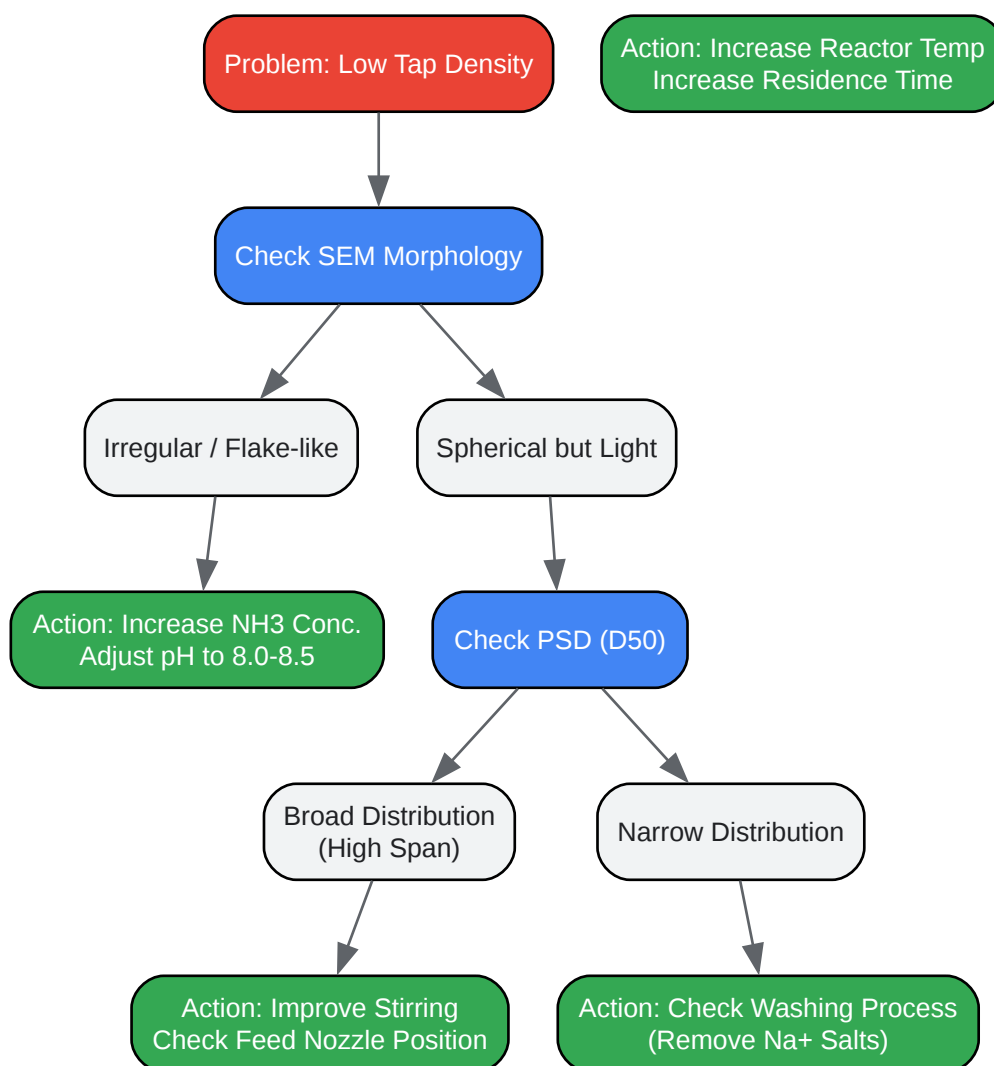 Problem: Low Tap Density
Action: Increase Reactor Temp
Increase Residence Time
Check SEM Morphology
Irregular / Flake-like
Spherical but Light
Action: Increase NH3 Conc.
Adjust pH to 8.0-8.5
Check PSD (D50)
Broad Distribution
(High Span)
Narrow Distribution
Action: Improve Stirring
Check Feed Nozzle Position
Action: Check Washing Process
(Remove Na+ Salts)